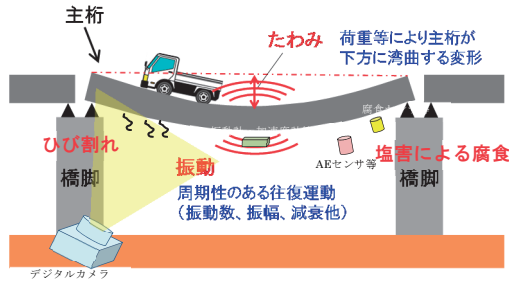 主桁
たわみ
荷重等により主桁が
下方に湾曲する変形
腐食
ひび割れ
橋脚
振動
AEセンサ等
塩害による腐食
橋脚
周期性のある往復運動
(振動数、振幅、減衰他)
デジタルカメラ